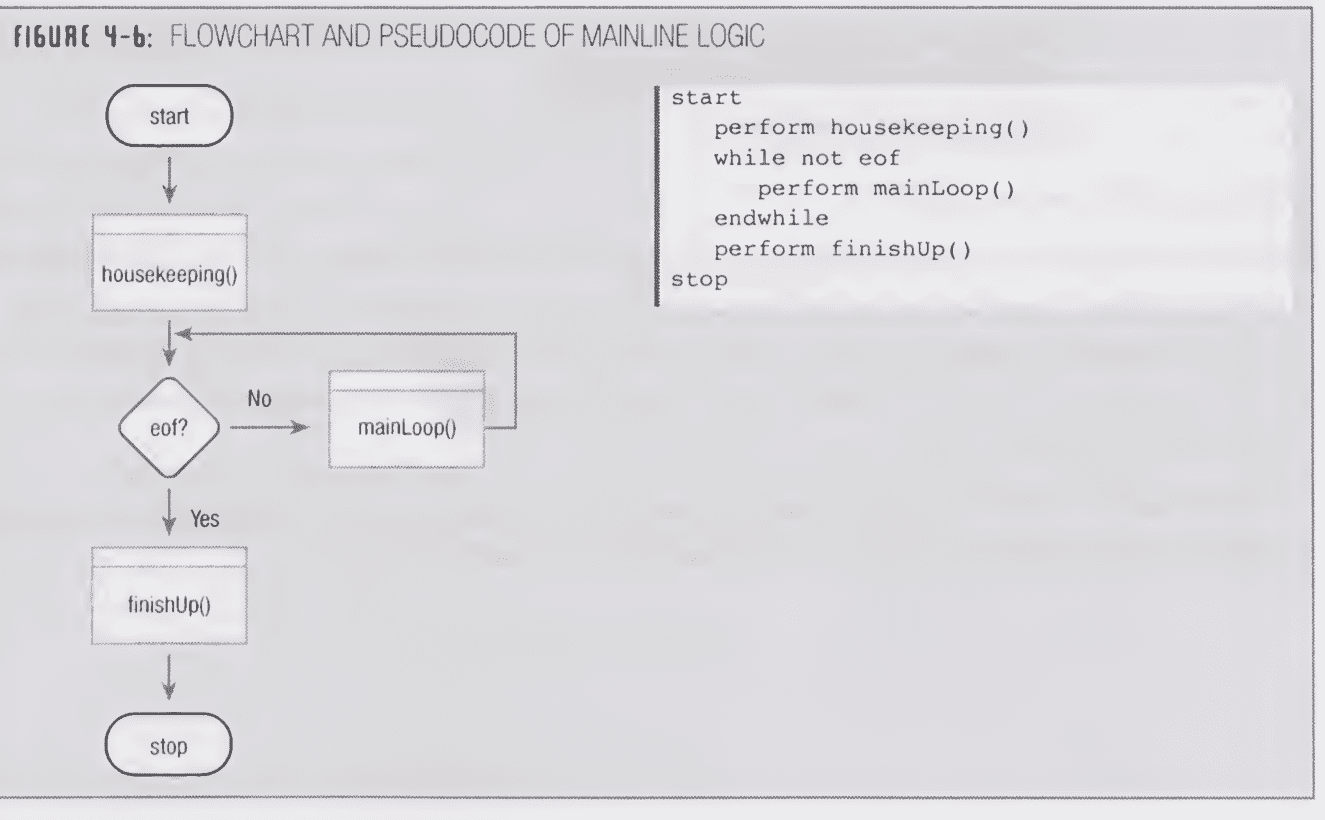 FIGURE 4-6: FLOWCHART AND PSEUDOCODE OF MAINLINE LOGIC
start
housekeeping()
eof?
No
mainLoop()
Yes
finishUp()
stop
start
perform housekeeping()
while not eof
perform mainLoop()
endwhile
perform finishUp()
stop